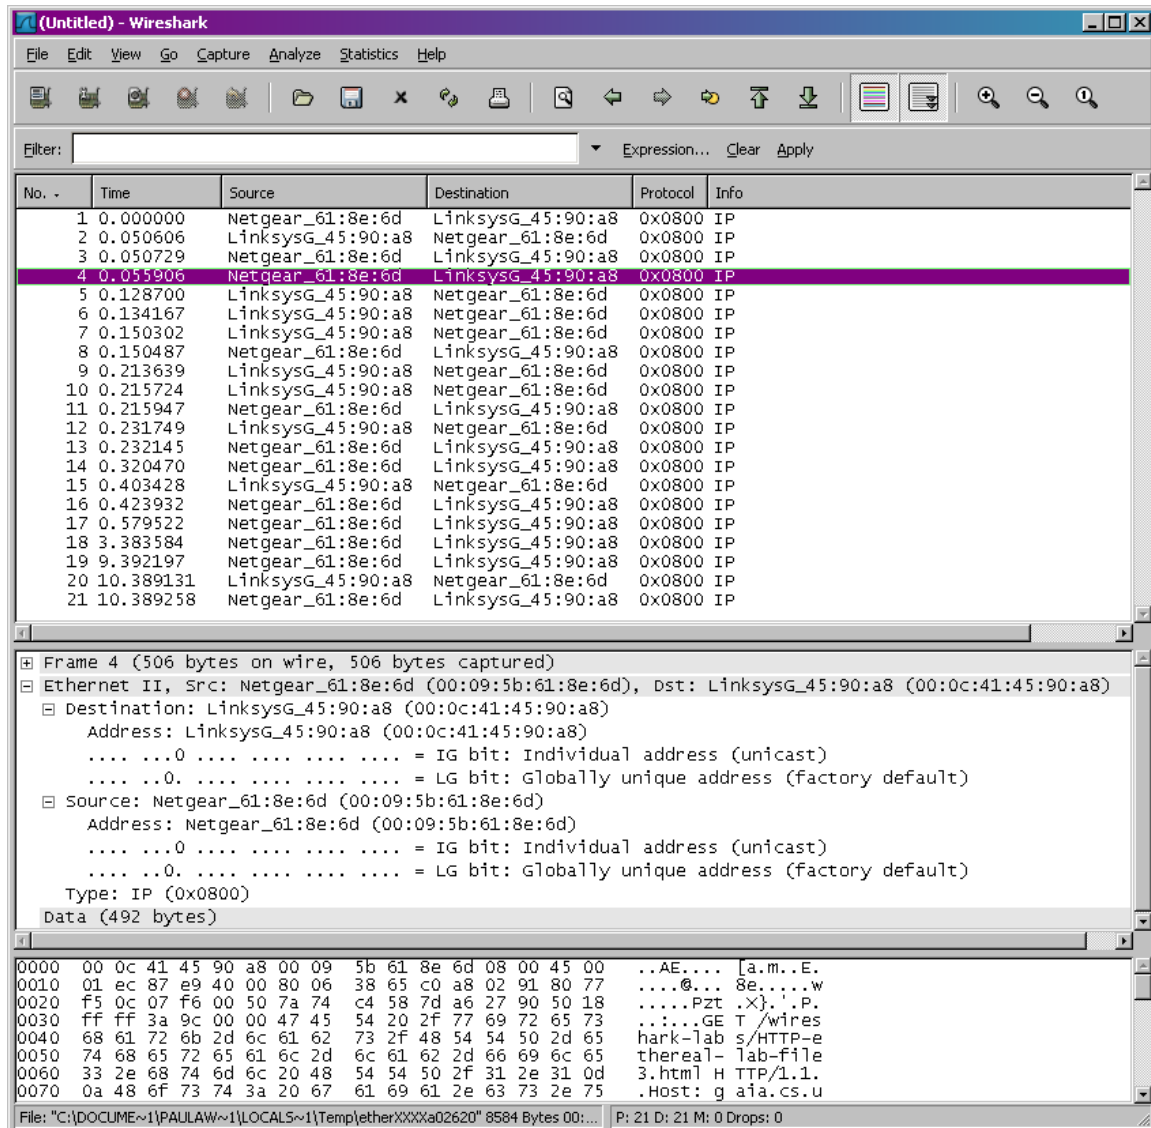 (Untitled) - Wireshark
File Edit View Go Capture Analyze Statistics Help
Filter: Expression... Clear Apply
No. - Time Source Destination Protocol Info
1 0.000000 Netgear_61:8e:6d LinksysG_45:90:a8 0x0800 IP
2 0.050606 LinksysG_45:90:a8 Netgear_61:8e:6d 0x0800 IP
3 0.050729 Netgear_61:8e:6d LinksysG_45:90:a8 0x0800 IP
4 0.055906 Netgear_61:8e:6d LinksysG_45:90:a8 0x0800 IP
5 0.128700 LinksysG_45:90:a8 Netgear_61:8e:6d 0x0800 IP
6 0.134167 LinksysG_45:90:a8 Netgear_61:8e:6d 0x0800 IP
7 0.150302 LinksysG_45:90:a8 Netgear_61:8e:6d 0x0800 IP
8 0.150487 Netgear_61:8e:6d LinksysG_45:90:a8 0x0800 IP
9 0.213639 LinksysG_45:90:a8 Netgear_61:8e:6d 0x0800 IP
10 0.215724 LinksysG_45:90:a8 Netgear_61:8e:6d 0x0800 IP
11 0.215947 Netgear_61:8e:6d LinksysG_45:90:a8 0x0800 IP
12 0.231749 LinksysG_45:90:a8 Netgear_61:8e:6d 0x0800 IP
13 0.232145 Netgear_61:8e:6d LinksysG_45:90:a8 0x0800 IP
14 0.320470 Netgear_61:8e:6d LinksysG_45:90:a8 0x0800 IP
15 0.403428 LinksysG_45:90:a8 Netgear_61:8e:6d 0x0800 IP
16 0.423932 Netgear_61:8e:6d LinksysG_45:90:a8 0x0800 IP
17 0.579522 Netgear_61:8e:6d LinksysG_45:90:a8 0x0800 IP
18 3.383584 Netgear_61:8e:6d LinksysG_45:90:a8 0x0800 IP
19 9.392197 Netgear_61:8e:6d LinksysG_45:90:a8 0x0800 IP
20 10.389131 LinksysG_45:90:a8 Netgear_61:8e:6d 0x0800 IP
21 10.389258 Netgear_61:8e:6d LinksysG_45:90:a8 0x0800 IP
Frame 4 (506 bytes on wire, 506 bytes captured)
Ethernet II, Src: Netgear_61:8e:6d (00:09:5b:61:8e:6d), Dst: LinksysG_45:90:a8 (00:0c:41:45:90:a8)
Destination: LinksysG_45:90:a8 (00:0c:41:45:90:a8)
Address: LinksysG_45:90:a8 (00:0c:41:45:90:a8)
.... ...0 .... .... .... .... = IG bit: Individual address (unicast)
.... ..0. .... .... .... .... = LG bit: Globally unique address (factory default)
Source: Netgear_61:8e:6d (00:09:5b:61:8e:6d)
Address: Netgear_61:8e:6d (00:09:5b:61:8e:6d)
.... ...0 .... .... .... .... = IG bit: Individual address (unicast)
.... ..0. .... .... .... .... = LG bit: Globally unique address (factory default)
Type: IP (0x0800)
Data (492 bytes)
0000 00 0c 41 45 90 a8 00 09 5b 61 8e 6d 08 00 45 00 ..AE.... [a.m..E.
0010 01 ec 87 e9 40 00 80 06 38 65 c0 a8 02 91 80 77 ....@... 8e.....w
0020 f5 0c 07 f6 00 50 7a 74 c4 58 7d a6 27 90 50 18 .....Pzt .X}.'.P.
0030 ff ff 3a 9c 00 00 47 45 54 20 2f 77 69 72 65 73 ..:...GE T /wires
0040 68 61 72 6b 2d 6c 61 62 73 2f 48 54 54 50 2d 65 hark-lab s/HTTP-e
0050 74 68 65 72 65 61 6c 2d 6c 61 62 2d 66 69 6c 65 thereal- lab-file
0060 33 2e 68 74 6d 6c 20 48 54 54 50 2f 31 2e 31 0d 3.html H TTP/1.1.
0070 0a 48 6f 73 74 3a 20 67 61 69 61 2e 63 73 2e 75 .Host: g aia.cs.u
File: "C:\DOCUME~1\PAULAW~1\LOCALS~1\Temp\etherXXXXa02620" 8584 Bytes 00:... P: 21 D: 21 M: 0 Drops: 0